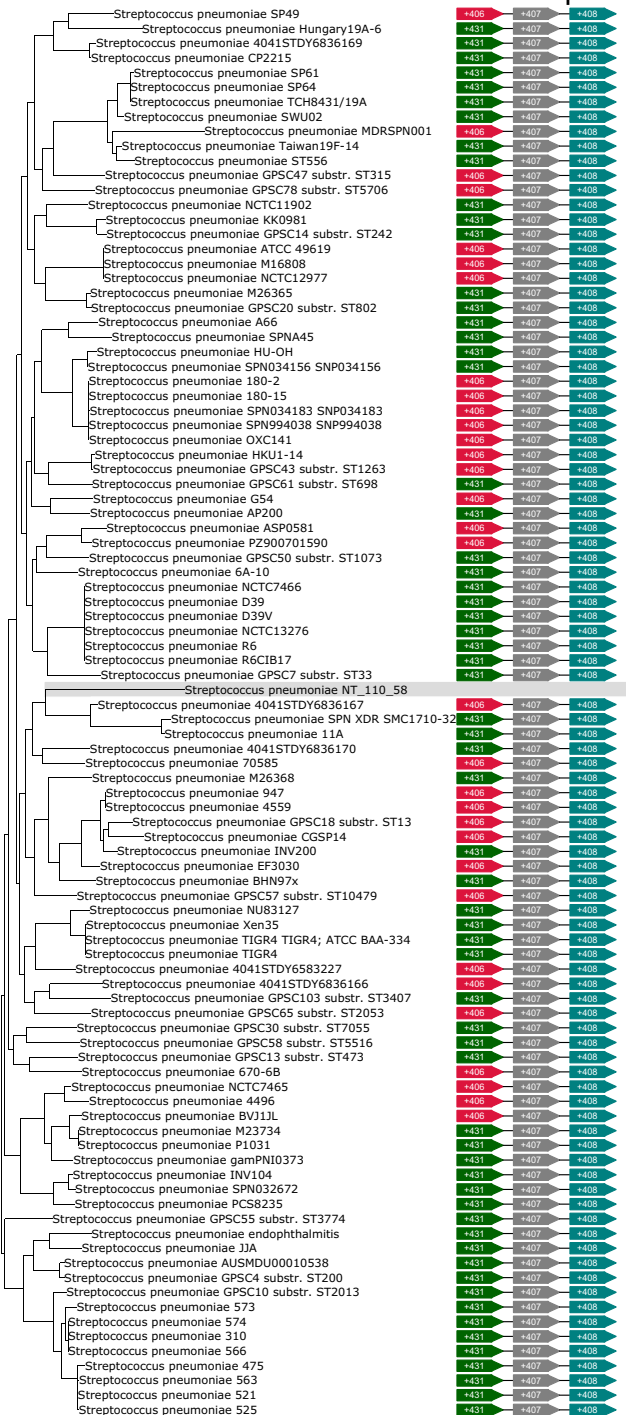 Streptococcus pneumoniae SP49 +406 +407 +408
Streptococcus pneumoniae Hungary19A-6 +431 +407 +408
Streptococcus pneumoniae 4041STDY6836169 +431 +407 +408
Streptococcus pneumoniae CP2215 +431 +407 +408
Streptococcus pneumoniae SP61 +431 +407 +408
Streptococcus pneumoniae SP64 +431 +407 +408
Streptococcus pneumoniae TCH8431/19A +431 +407 +408
Streptococcus pneumoniae SWU02 +431 +407 +408
Streptococcus pneumoniae MDRSPN001 +406 +407 +408
Streptococcus pneumoniae Taiwan19F-14 +431 +407 +408
Streptococcus pneumoniae ST556 +431 +407 +408
Streptococcus pneumoniae GPSC47 substr. ST315 +406 +407 +408
Streptococcus pneumoniae GPSC78 substr. ST5706 +406 +407 +408
Streptococcus pneumoniae NCTC11902 +431 +407 +408
Streptococcus pneumoniae KK0981 +431 +407 +408
Streptococcus pneumoniae GPSC14 substr. ST242 +431 +407 +408
Streptococcus pneumoniae ATCC 49619 +406 +407 +408
Streptococcus pneumoniae M16808 +406 +407 +408
Streptococcus pneumoniae NCTC12977 +406 +407 +408
Streptococcus pneumoniae M26365 +431 +407 +408
Streptococcus pneumoniae GPSC20 substr. ST802 +431 +407 +408
Streptococcus pneumoniae A66 +431 +407 +408
Streptococcus pneumoniae SPNA45 +431 +407 +408
Streptococcus pneumoniae HU-OH +431 +407 +408
Streptococcus pneumoniae SPN034156 SNP034156 +431 +407 +408
Streptococcus pneumoniae 180-2 +406 +407 +408
Streptococcus pneumoniae 180-15 +406 +407 +408
Streptococcus pneumoniae SPN034183 SNP034183 +406 +407 +408
Streptococcus pneumoniae SPN994038 SNP994038 +406 +407 +408
Streptococcus pneumoniae OXC141 +406 +407 +408
Streptococcus pneumoniae HKU1-14 +406 +407 +408
Streptococcus pneumoniae GPSC43 substr. ST1263 +406 +407 +408
Streptococcus pneumoniae GPSC61 substr. ST698 +431 +407 +408
Streptococcus pneumoniae G54 +406 +407 +408
Streptococcus pneumoniae AP200 +431 +407 +408
Streptococcus pneumoniae ASP0581 +406 +407 +408
Streptococcus pneumoniae PZ900701590 +406 +407 +408
Streptococcus pneumoniae GPSC50 substr. ST1073 +431 +407 +408
Streptococcus pneumoniae 6A-10 +431 +407 +408
Streptococcus pneumoniae NCTC7466 +431 +407 +408
Streptococcus pneumoniae D39 +431 +407 +408
Streptococcus pneumoniae D39V +431 +407 +408
Streptococcus pneumoniae NCTC13276 +431 +407 +408
Streptococcus pneumoniae R6 +431 +407 +408
Streptococcus pneumoniae R6CIB17 +431 +407 +408
Streptococcus pneumoniae GPSC7 substr. ST33 +431 +407 +408
Streptococcus pneumoniae NT_110_58
Streptococcus pneumoniae 4041STDY6836167 +406 +407 +408
Streptococcus pneumoniae SPN XDR SMC1710-32 +431 +407 +408
Streptococcus pneumoniae 11A +431 +407 +408
Streptococcus pneumoniae 4041STDY6836170 +431 +407 +408
Streptococcus pneumoniae 70585 +406 +407 +408
Streptococcus pneumoniae M26368 +431 +407 +408
Streptococcus pneumoniae 947 +406 +407 +408
Streptococcus pneumoniae 4559 +406 +407 +408
Streptococcus pneumoniae GPSC18 substr. ST13 +406 +407 +408
Streptococcus pneumoniae CGSP14 +406 +407 +408
Streptococcus pneumoniae INV200 +431 +407 +408
Streptococcus pneumoniae EF3030 +406 +407 +408
Streptococcus pneumoniae BHN97x +431 +407 +408
Streptococcus pneumoniae GPSC57 substr. ST10479 +406 +407 +408
Streptococcus pneumoniae NU83127 +431 +407 +408
Streptococcus pneumoniae Xen35 +431 +407 +408
Streptococcus pneumoniae TIGR4 TIGR4; ATCC BAA-334 +431 +407 +408
Streptococcus pneumoniae TIGR4 +431 +407 +408
Streptococcus pneumoniae 4041STDY6583227 +406 +407 +408
Streptococcus pneumoniae 4041STDY6836166 +406 +407 +408
Streptococcus pneumoniae GPSC103 substr. ST3407 +431 +407 +408
Streptococcus pneumoniae GPSC65 substr. ST2053 +406 +407 +408
Streptococcus pneumoniae GPSC30 substr. ST7055 +431 +407 +408
Streptococcus pneumoniae GPSC58 substr. ST5516 +431 +407 +408
Streptococcus pneumoniae GPSC13 substr. ST473 +431 +407 +408
Streptococcus pneumoniae 670-6B +406 +407 +408
Streptococcus pneumoniae NCTC7465 +406 +407 +408
Streptococcus pneumoniae 4496 +406 +407 +408
Streptococcus pneumoniae BVJ1JL +406 +407 +408
Streptococcus pneumoniae M23734 +431 +407 +408
Streptococcus pneumoniae P1031 +431 +407 +408
Streptococcus pneumoniae gamPNI0373 +431 +407 +408
Streptococcus pneumoniae INV104 +431 +407 +408
Streptococcus pneumoniae SPN032672 +431 +407 +408
Streptococcus pneumoniae PCS8235 +431 +407 +408
Streptococcus pneumoniae GPSC55 substr. ST3774 +431 +407 +408
Streptococcus pneumoniae endophthalmitis +431 +407 +408
Streptococcus pneumoniae JJA +431 +407 +408
Streptococcus pneumoniae AUSMDU00010538 +431 +407 +408
Streptococcus pneumoniae GPSC4 substr. ST200 +431 +407 +408
Streptococcus pneumoniae GPSC10 substr. ST2013 +431 +407 +408
Streptococcus pneumoniae 573 +431 +407 +408
Streptococcus pneumoniae 574 +431 +407 +408
Streptococcus pneumoniae 310 +431 +407 +408
Streptococcus pneumoniae 566 +431 +407 +408
Streptococcus pneumoniae 475 +431 +407 +408
Streptococcus pneumoniae 563 +431 +407 +408
Streptococcus pneumoniae 521 +431 +407 +408
Streptococcus pneumoniae 525 +431 +407 +408